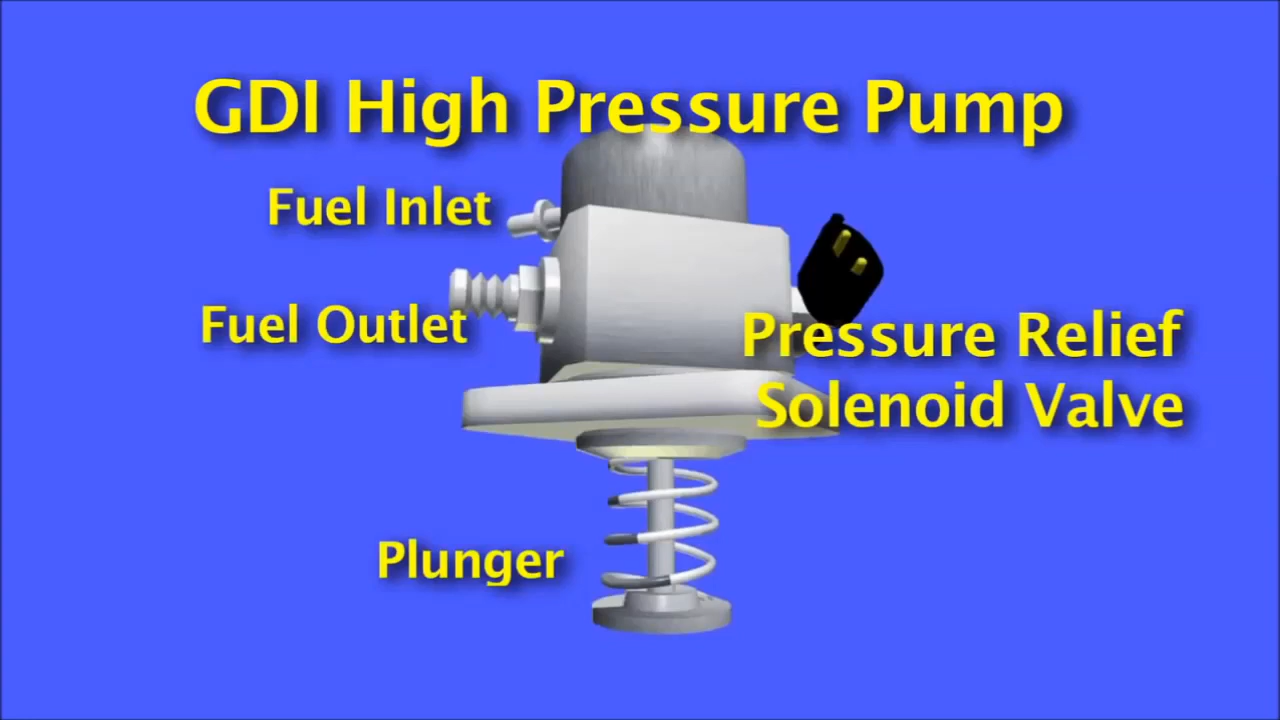 GDI High Pressure Pump
Fuel Inlet
Fuel Outlet
Pressure Relief
Solenoid Valve
Plunger